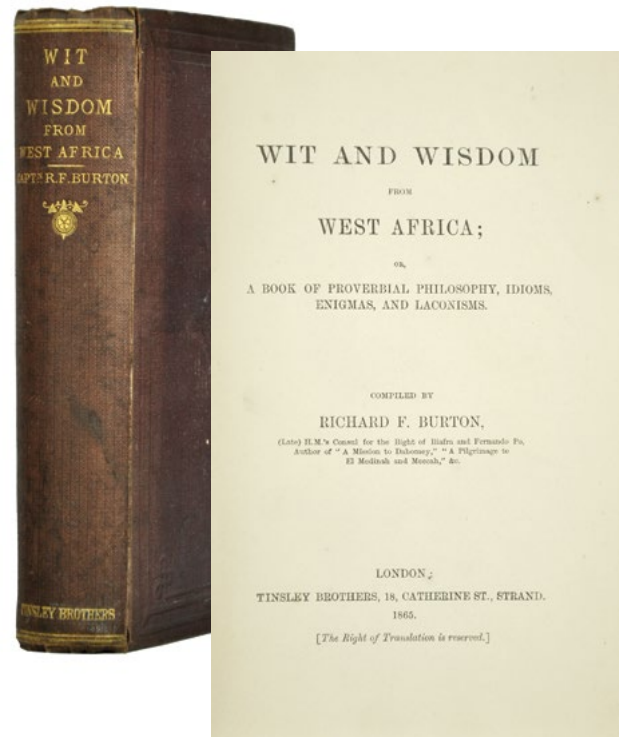 WIT
AND
WISDOM
FROM
WEST AFRICA
CAPTN R.F. BURTON
TINSLEY BROTHERS
WIT AND WISDOM
FROM
WEST AFRICA;
OR,
A BOOK OF PROVERBIAL PHILOSOPHY, IDIOMS,
ENIGMAS, AND LACONISMS.
COMPILED BY
RICHARD F. BURTON,
(Late) H.M.'s Consul for the Bight of Biafra and Fernando Po,
Author of "A Mission to Dahomey," "A Pilgrimage to
El Medinah and Meccah," &c.
LONDON:
TINSLEY BROTHERS, 18, CATHERINE ST., STRAND.
1865.
[The Right of Translation is reserved.]